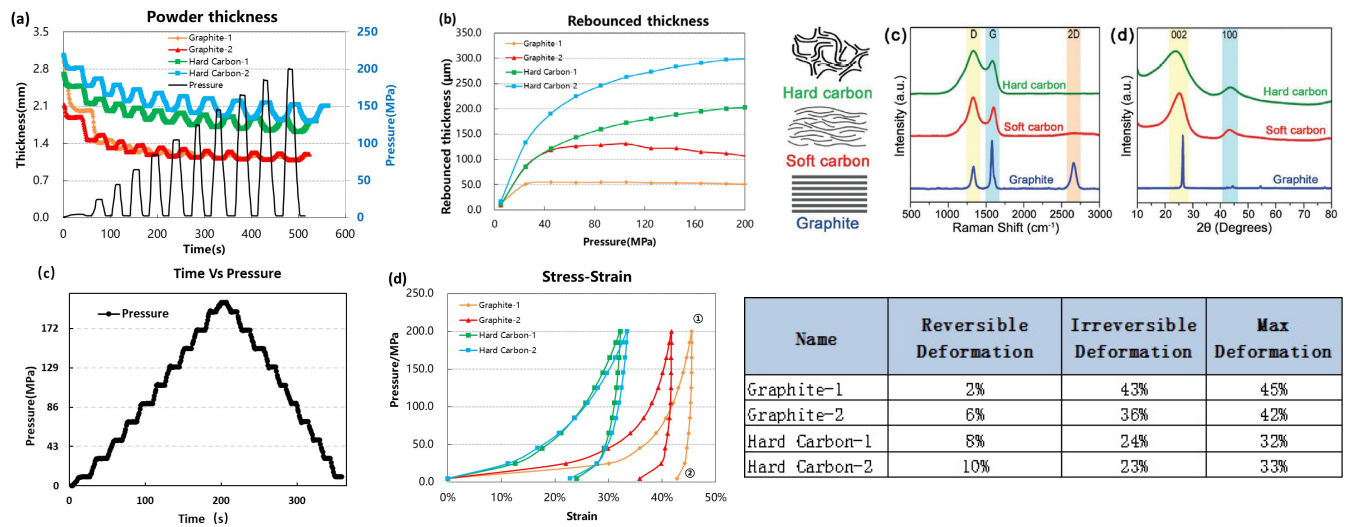 (a)
Powder thickness
Graphite-1
Graphite-2
Hard Carbon-1
Hard Carbon-2
Pressure
3.5
2.8
2.1
1.4
0.7
0.0
Thickness(mm)
250
200
150
100
50
0
Pressure(MPa)
0
100
200
300
400
500
600
Time(s)
(b)
Rebounced thickness
Graphite-1
Graphite-2
Hard Carbon-1
Hard Carbon-2
400.0
350.0
300.0
250.0
200.0
150.0
100.0
50.0
0.0
Rebounced thickness (μm)
0
40
80
120
160
200
Pressure(MPa)
Hard carbon
Soft carbon
Graphite
(c)
D
G
2D
Hard carbon
Soft carbon
Graphite
Intensity (a.u.)
500
1000
1500
2000
2500
3000
Raman Shift (cm⁻¹)
(d)
002
100
Hard carbon
Soft carbon
Graphite
Intensity (a.u.)
10
20
30
40
50
60
70
80
2θ (Degrees)
(c)
Time Vs Pressure
Pressure
172
129
86
43
0
Pressure(MPa)
0
100
200
300
Time (s)
(d)
Stress-Strain
Graphite-1
Graphite-2
Hard Carbon-1
Hard Carbon-2
①
②
250.0
200.0
150.0
100.0
50.0
0.0
Pressure/MPa
0%
10%
20%
30%
40%
50%
Strain
Name Reversible Deformation Irreversible Deformation Max Deformation
Graphite-1 2% 43% 45%
Graphite-2 6% 36% 42%
Hard Carbon-1 8% 24% 32%
Hard Carbon-2 10% 23% 33%